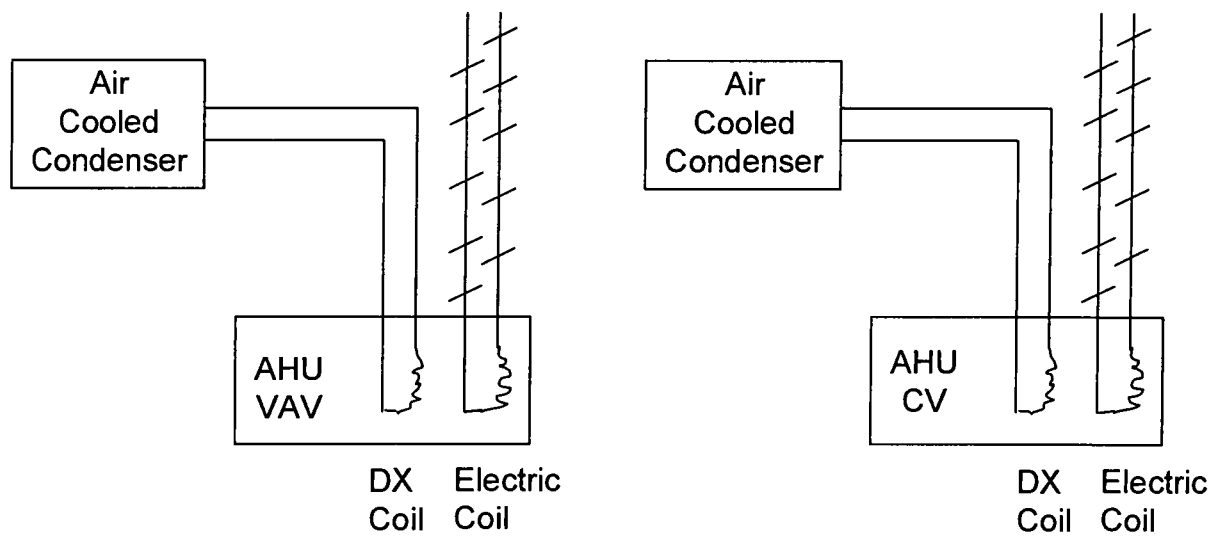 Air
Cooled
Condenser
AHU
VAV
DX
Coil
Electric
Coil
Air
Cooled
Condenser
AHU
CV
DX
Coil
Electric
Coil